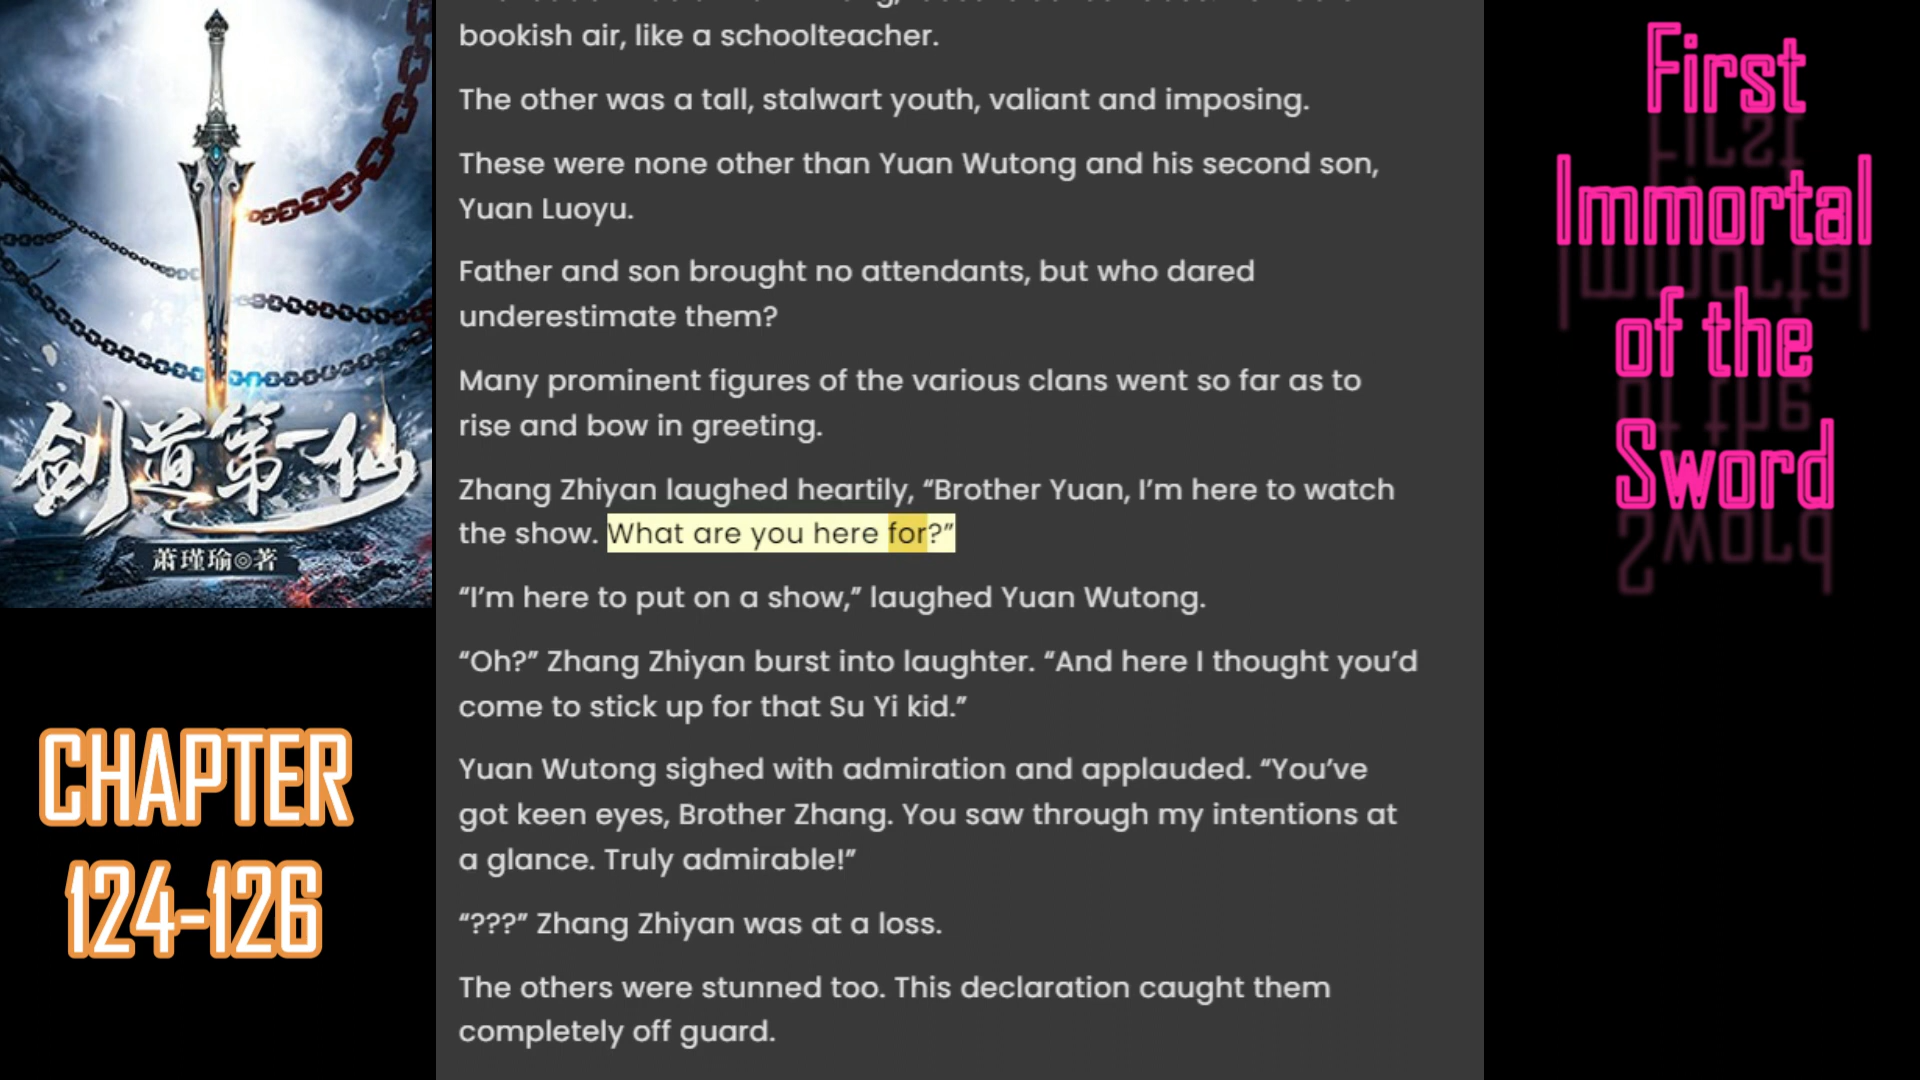 剑道第一仙
萧瑾瑜◎著
CHAPTER
124-126
bookish air, like a schoolteacher.
The other was a tall, stalwart youth, valiant and imposing.
These were none other than Yuan Wutong and his second son,
Yuan Luoyu.
Father and son brought no attendants, but who dared
underestimate them?
Many prominent figures of the various clans went so far as to
rise and bow in greeting.
Zhang Zhiyan laughed heartily, “Brother Yuan, I’m here to watch
the show. What are you here for?”
“I’m here to put on a show,” laughed Yuan Wutong.
“Oh?” Zhang Zhiyan burst into laughter. “And here I thought you’d
come to stick up for that Su Yi kid.”
Yuan Wutong sighed with admiration and applauded. “You’ve
got keen eyes, Brother Zhang. You saw through my intentions at
a glance. Truly admirable!”
“???” Zhang Zhiyan was at a loss.
The others were stunned too. This declaration caught them
completely off guard.
First
Immortal
of the
Sword